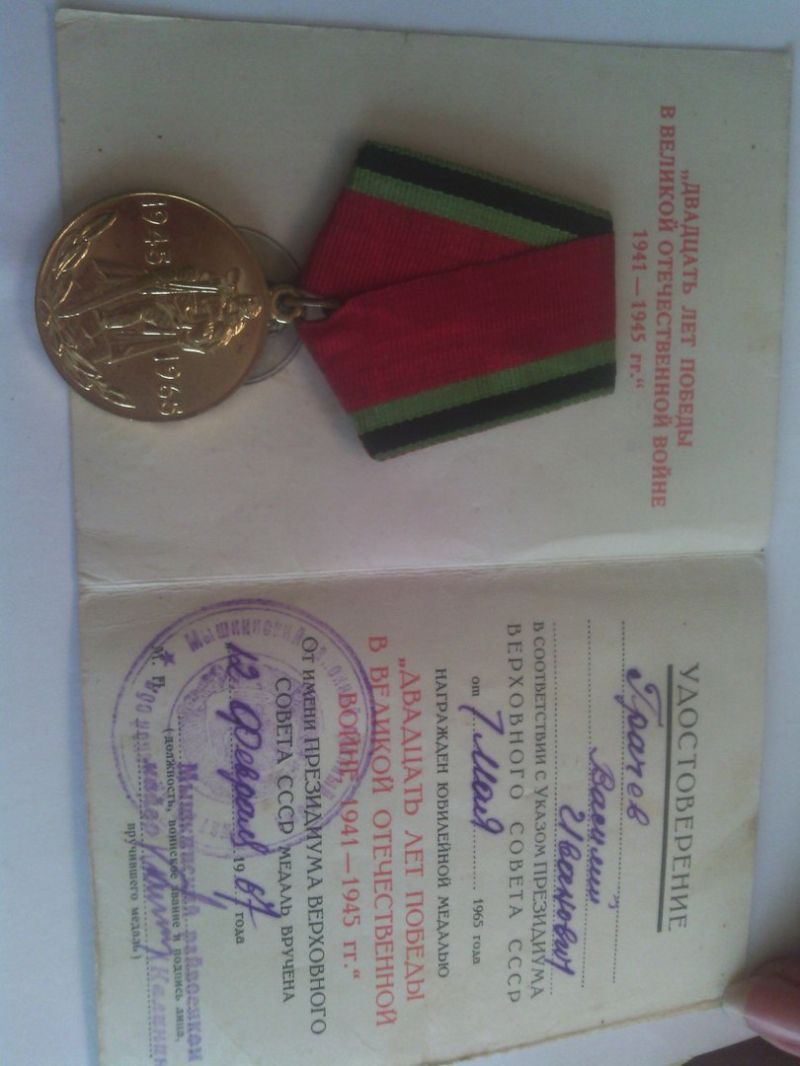 1945 1965
„ДВАДЦАТЬ ЛЕТ ПОБЕДЫ
В ВЕЛИКОЙ ОТЕЧЕСТВЕННОЙ ВОЙНЕ
1941—1945 гг.“
УДОСТОВЕРЕНИЕ
Грачев
Василий
Иванович
В СООТВЕТСТВИИ С УКАЗОМ ПРЕЗИДИУМА
ВЕРХОВНОГО СОВЕТА СССР
от 7 мая 1965 года
НАГРАЖДЕН ЮБИЛЕЙНОЙ МЕДАЛЬЮ
„ДВАДЦАТЬ ЛЕТ ПОБЕДЫ
В ВЕЛИКОЙ ОТЕЧЕСТВЕННОЙ
ВОЙНЕ 1941—1945 гг.“
От ИМЕНИ ПРЕЗИДИУМА ВЕРХОВНОГО
СОВЕТА СССР МЕДАЛЬ ВРУЧЕНА
12 Февраля 1967 года
М. П.
(должность, воинское звание и подпись лица,
вручившего медаль)